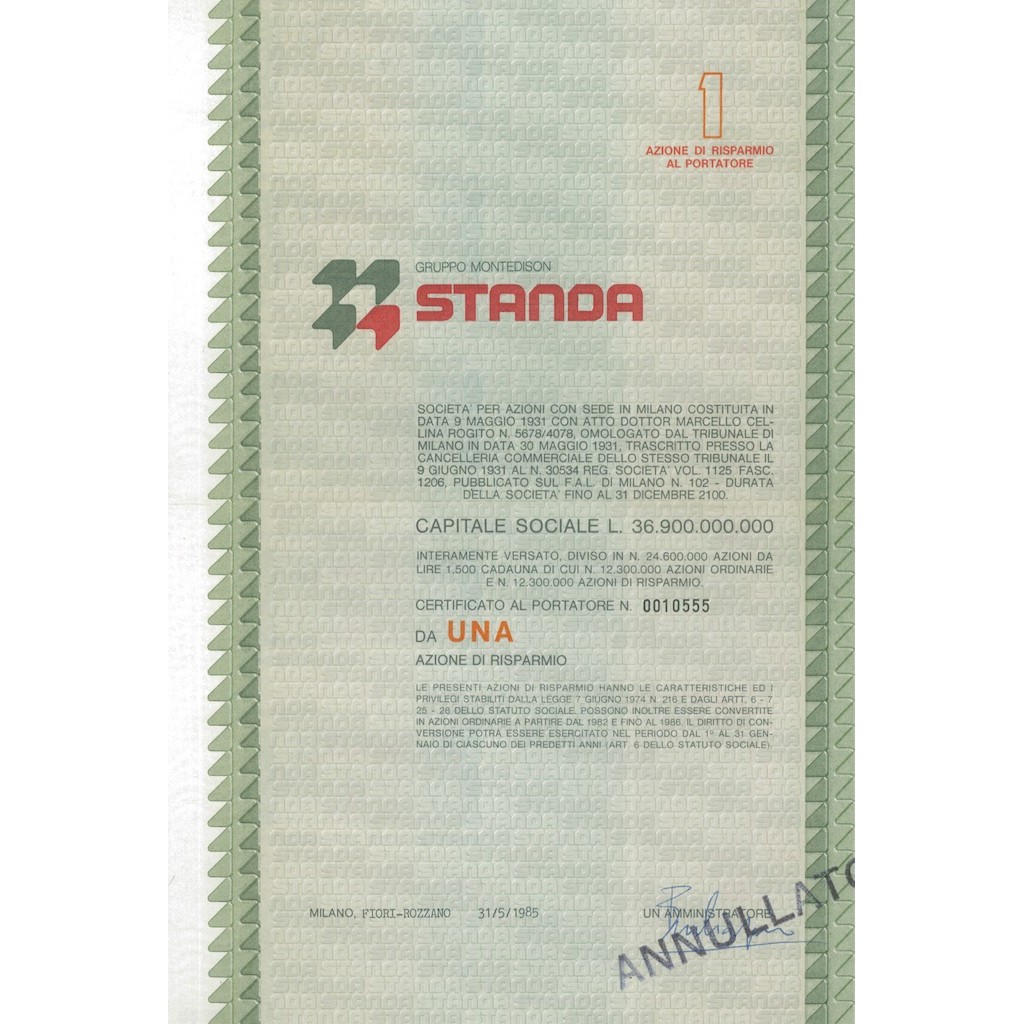 1
AZIONE DI RISPARMIO
AL PORTATORE
GRUPPO MONTEDISON
STANDA
SOCIETA' PER AZIONI CON SEDE IN MILANO COSTITUITA IN
DATA 9 MAGGIO 1931 CON ATTO DOTTOR MARCELLO CEL-
LINA ROGITO N. 5678/4078, OMOLOGATO DAL TRIBUNALE DI
MILANO IN DATA 30 MAGGIO 1931, TRASCRITTO PRESSO LA
CANCELLERIA COMMERCIALE DELLO STESSO TRIBUNALE IL
9 GIUGNO 1931 AL N. 30534 REG. SOCIETA' VOL. 1125 FASC.
1206, PUBBLICATO SUL F.A.L. DI MILANO N. 102 - DURATA
DELLA SOCIETA' FINO AL 31 DICEMBRE 2100.
CAPITALE SOCIALE L. 36.900.000.000
INTERAMENTE VERSATO, DIVISO IN N. 24.600.000 AZIONI DA
LIRE 1.500 CADAUNA DI CUI N. 12.300.000 AZIONI ORDINARIE
E N. 12.300.000 AZIONI DI RISPARMIO.
CERTIFICATO AL PORTATORE N. 0010555
DA UNA
AZIONE DI RISPARMIO
LE PRESENTI AZIONI DI RISPARMIO HANNO LE CARATTERISTICHE ED I
PRIVILEGI STABILITI DALLA LEGGE 7 GIUGNO 1974 N. 216 E DAGLI ARTT. 6 - 7
25 - 26 DELLO STATUTO SOCIALE. POSSONO INOLTRE ESSERE CONVERTITE
IN AZIONI ORDINARIE A PARTIRE DAL 1982 E FINO AL 1986. IL DIRITTO DI CON-
VERSIONE POTRÀ ESSERE ESERCITATO NEL PERIODO DAL 1° AL 31 GEN-
NAIO DI CIASCUNO DEI PREDETTI ANNI (ART. 6 DELLO STATUTO SOCIALE).
MILANO, FIORI-ROZZANO 31/5/1985
UN AMMINISTRATORE
ANNULLATO